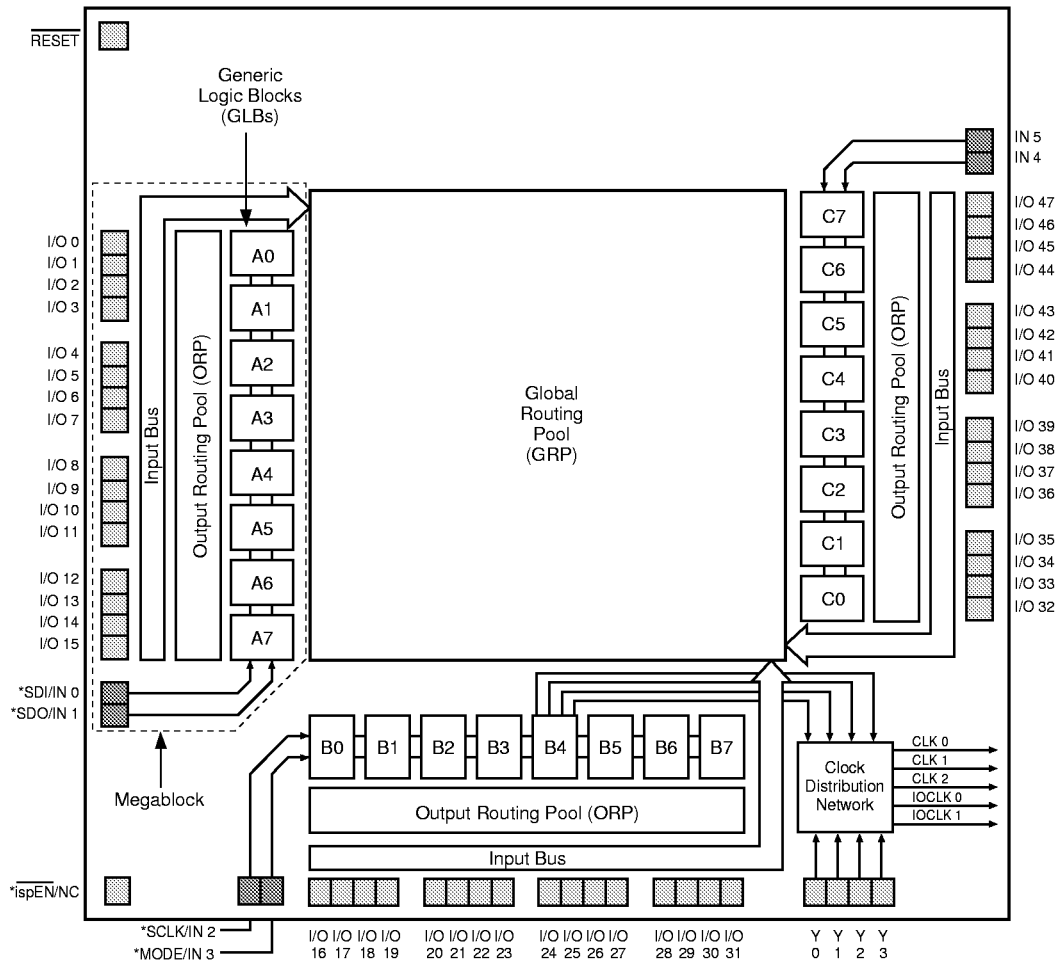 RESET
Generic
Logic Blocks
(GLBs)
IN 5
IN 4
I/O 0
I/O 1
I/O 2
I/O 3
I/O 4
I/O 5
I/O 6
I/O 7
I/O 8
I/O 9
I/O 10
I/O 11
I/O 12
I/O 13
I/O 14
I/O 15
*SDI/IN 0
*SDO/IN 1
Input Bus
Output Routing Pool (ORP)
A0
A1
A2
A3
A4
A5
A6
A7
Global
Routing
Pool
(GRP)
C7
C6
C5
C4
C3
C2
C1
C0
Output Routing Pool (ORP)
Input Bus
I/O 47
I/O 46
I/O 45
I/O 44
I/O 43
I/O 42
I/O 41
I/O 40
I/O 39
I/O 38
I/O 37
I/O 36
I/O 35
I/O 34
I/O 33
I/O 32
Megablock
B0 B1 B2 B3 B4 B5 B6 B7
Output Routing Pool (ORP)
Input Bus
Clock
Distribution
Network
CLK 0
CLK 1
CLK 2
IOCLK 0
IOCLK 1
*ispEN/NC
*SCLK/IN 2
*MODE/IN 3
I/O I/O I/O I/O I/O I/O I/O I/O I/O I/O I/O I/O I/O I/O I/O I/O
16 17 18 19 20 21 22 23 24 25 26 27 28 29 30 31
Y Y Y Y
0 1 2 3